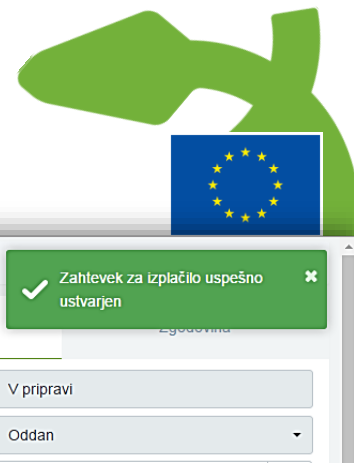 Zahtevek za izplačilo uspešno
ustvarjen
Zgodovina
V pripravi
Oddan